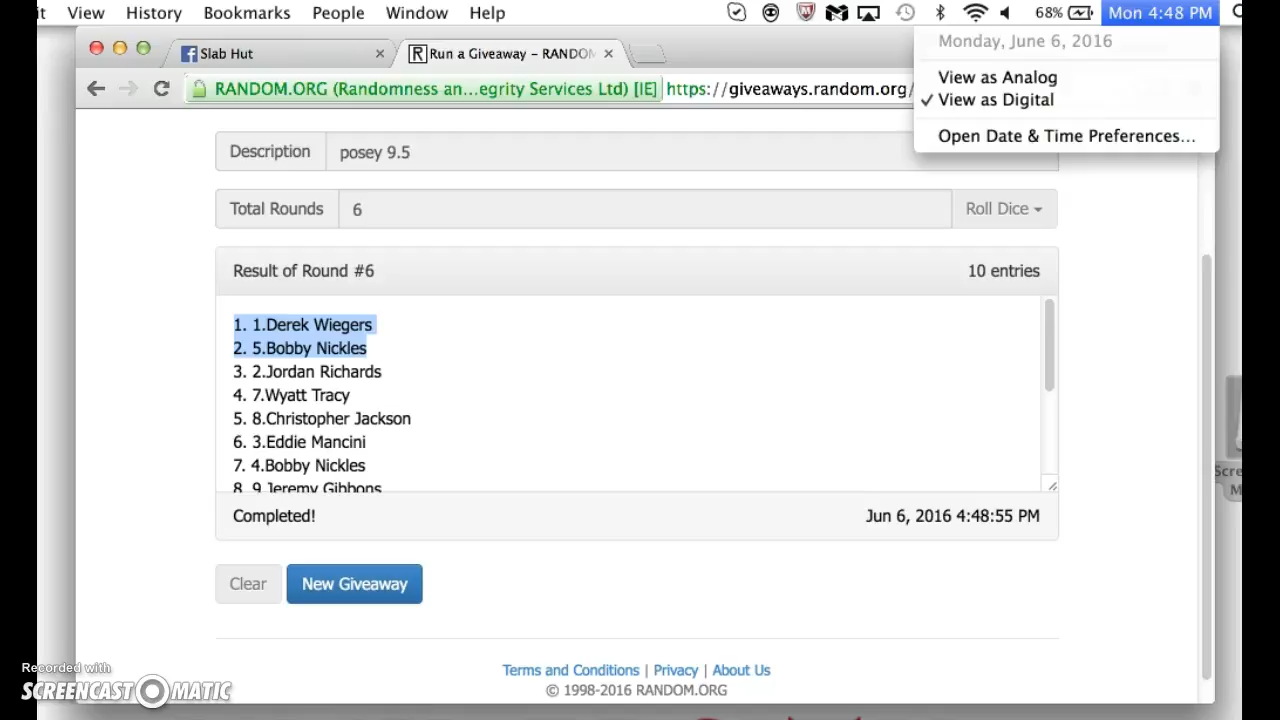 it View History Bookmarks People Window Help 68% Mon 4:48 PM
Monday, June 6, 2016
View as Analog
✓ View as Digital
Open Date & Time Preferences...
Slab Hut × Run a Giveaway – RANDOM ×
RANDOM.ORG (Randomness an...egrity Services Ltd) [IE] https://giveaways.random.org/
Description posey 9.5
Total Rounds 6 Roll Dice
Result of Round #6 10 entries
1. 1.Derek Wiegers
2. 5.Bobby Nickles
3. 2.Jordan Richards
4. 7.Wyatt Tracy
5. 8.Christopher Jackson
6. 3.Eddie Mancini
7. 4.Bobby Nickles
8. 9.Jeremy Gibbons
Completed! Jun 6, 2016 4:48:55 PM
Clear New Giveaway
Terms and Conditions | Privacy | About Us
© 1998-2016 RANDOM.ORG
Recorded with
SCREENCAST-O-MATIC